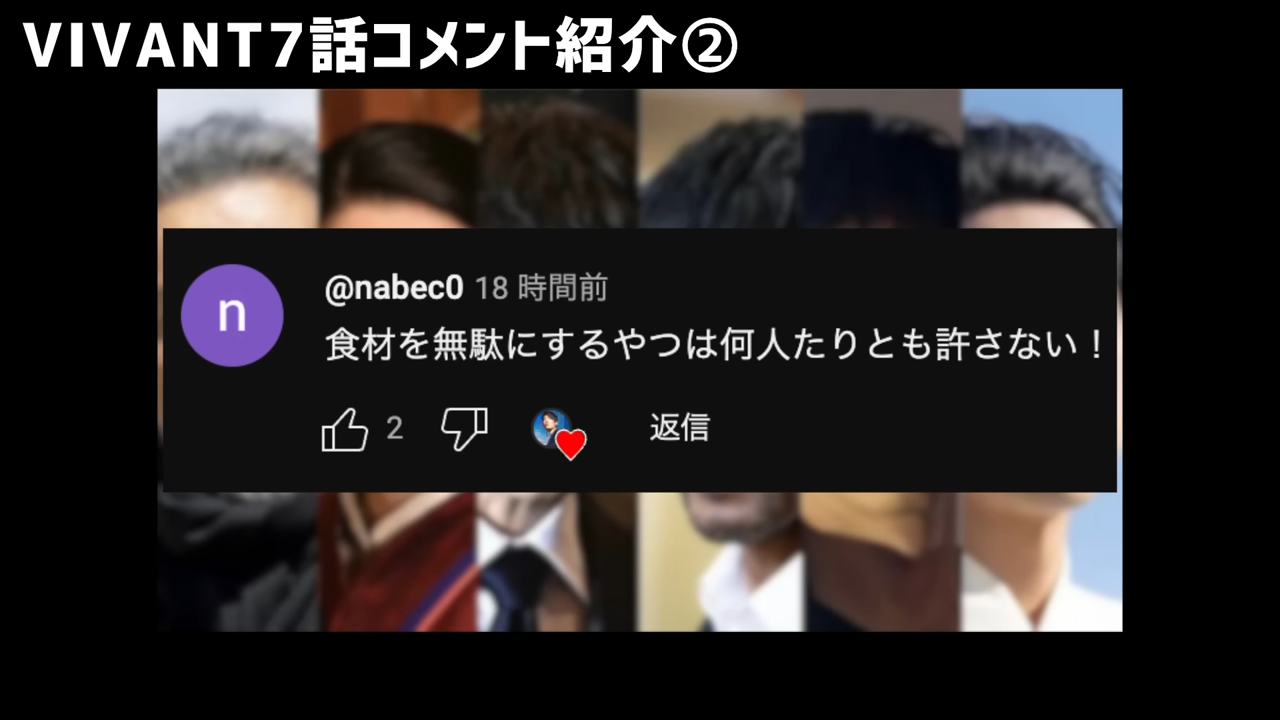 VIVANT7話コメント紹介②
n
@nabec0 18 時間前
食材を無駄にするやつは何人たりとも許さない！
2
返信